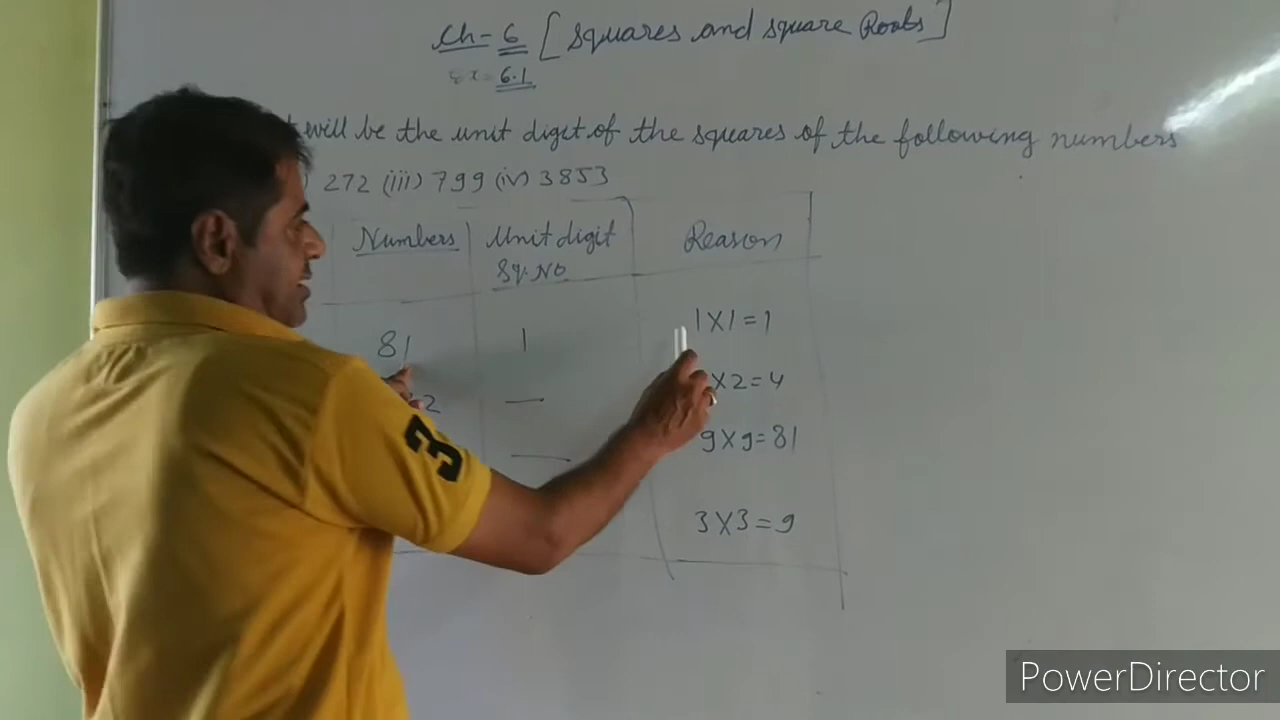 Ch-6 [Squares and square Roots]
Ex- 6.1
will be the unit digit of the squares of the following numbers
272 (iii) 799 (iv) 3853
Numbers Unit digit Reason
Sq. No
81 1 1X1=1
2 — X2=4
— 9X9=81
3X3=9
3
PowerDirector